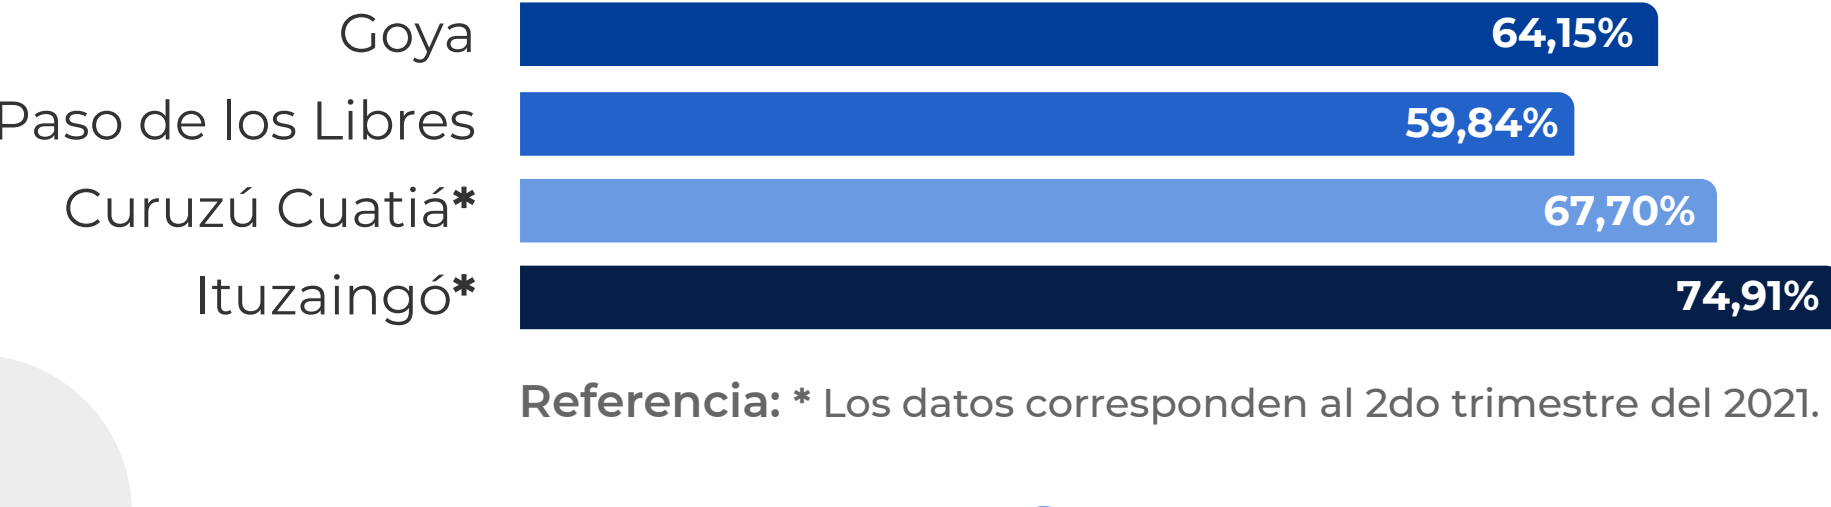 Goya 64,15%
Paso de los Libres 59,84%
Curuzú Cuatiá* 67,70%
Ituzaingó* 74,91%
Referencia: * Los datos corresponden al 2do trimestre del 2021.